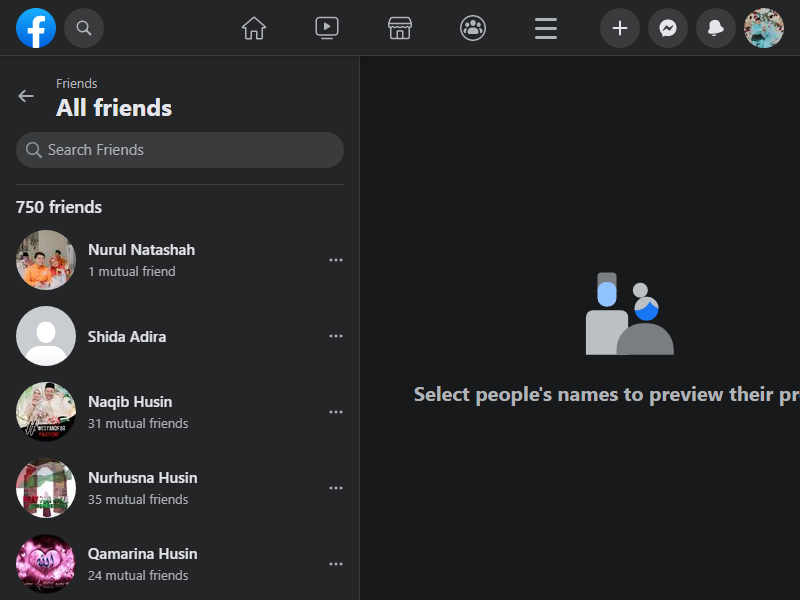 Friends
All friends
Search Friends
750 friends
Nurul Natashah
1 mutual friend
Shida Adira
Naqib Husin
31 mutual friends
Nurhusna Husin
35 mutual friends
Qamarina Husin
24 mutual friends
Select people's names to preview their pr